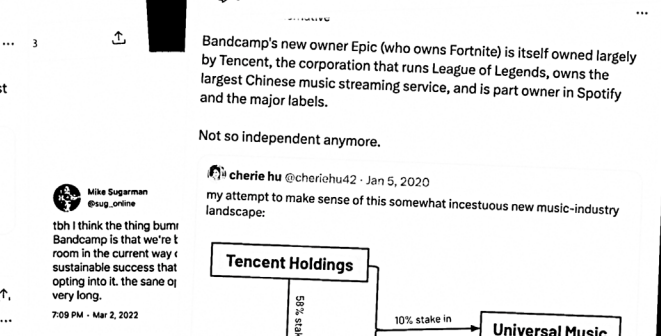 3
Bandcamp's new owner Epic (who owns Fortnite) is itself owned largely
by Tencent, the corporation that runs League of Legends, owns the
largest Chinese music streaming service, and is part owner in Spotify
and the major labels.
Not so independent anymore.
cherie hu @cheriehu42 · Jan 5, 2020
my attempt to make sense of this somewhat incestuous new music-industry
landscape:
Tencent Holdings
58% stak
10% stake in
Universal Music
Mike Sugarman
@sug_online
tbh I think the thing bumm
Bandcamp is that we're b
room in the current way
sustainable success that
opting into it. the sane
very long.
7:09 PM · Mar 2, 2022